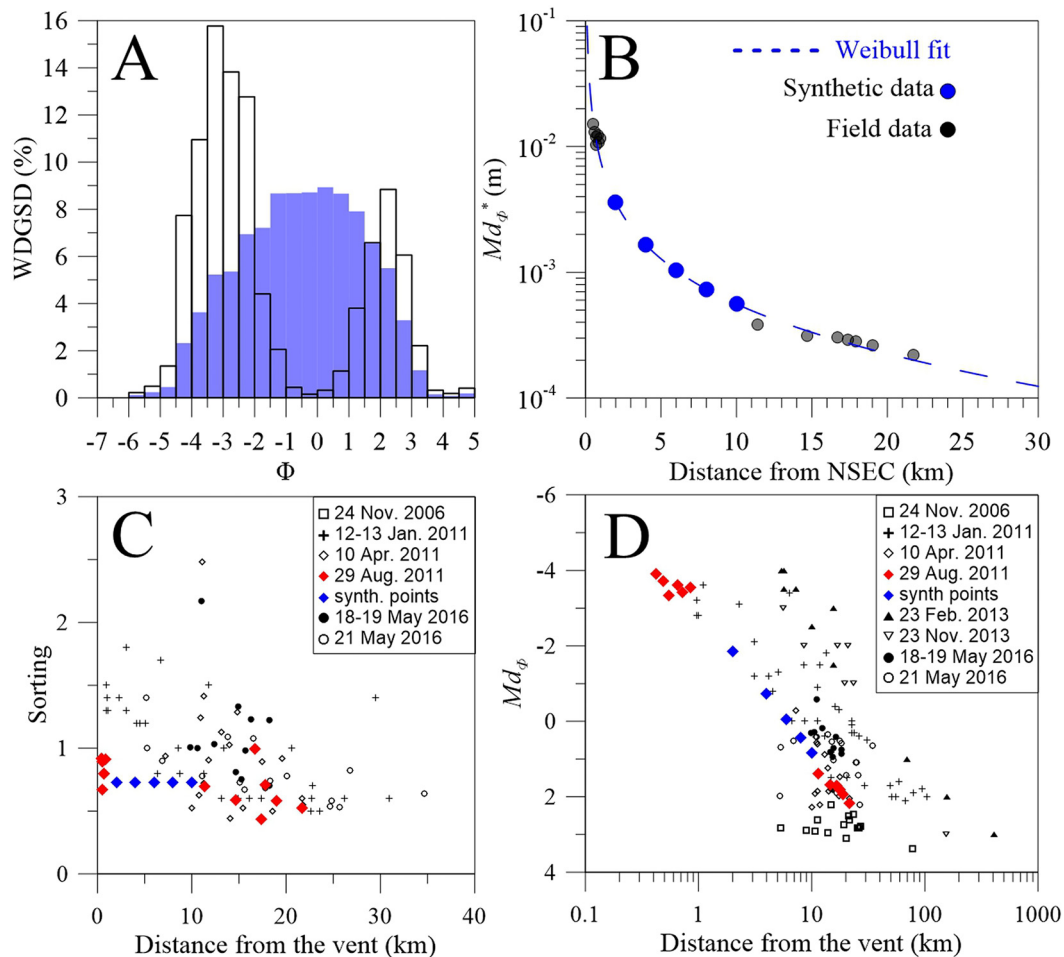 A
WDGSD (%)
16
14
12
10
8
6
4
2
0
-7 -6 -5 -4 -3 -2 -1 0 1 2 3 4 5
Φ
B
Weibull fit
Synthetic data
Field data
Md_Φ* (m)
10⁻¹
10⁻²
10⁻³
10⁻⁴
0 5 10 15 20 25 30
Distance from NSEC (km)
C
Sorting
3
2
1
0
24 Nov. 2006
12-13 Jan. 2011
10 Apr. 2011
29 Aug. 2011
synth. points
18-19 May 2016
21 May 2016
0 10 20 30 40
Distance from the vent (km)
D
Md_Φ
-6
-4
-2
0
2
4
24 Nov. 2006
12-13 Jan. 2011
10 Apr. 2011
29 Aug. 2011
synth points
23 Feb. 2013
23 Nov. 2013
18-19 May 2016
21 May 2016
0.1 1 10 100 1000
Distance from the vent (km)